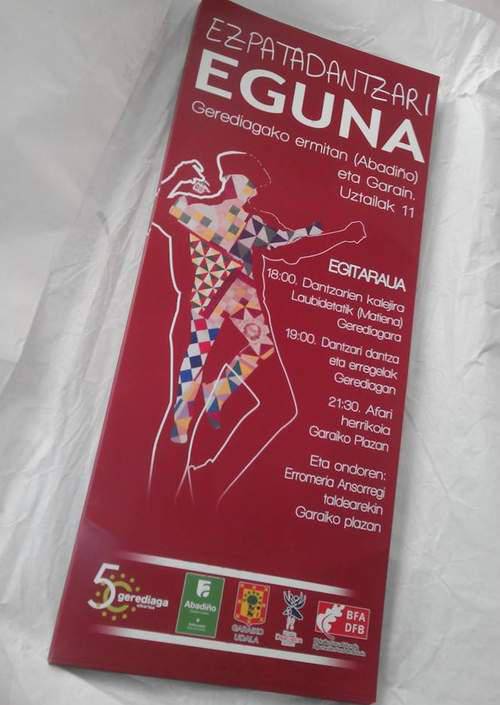 EZPATADANTZARI
EGUNA
Gerediagako ermitan (Abadiño)
eta Garain.
Uztailak 11
EGITARAUA
18:00. Dantzarien kalejira
Laubidetatik (Matiena)
Gerediagara
19:00. Dantzari dantza
eta erregelak
Gerediagan
21:30. Afari
herrikoia
Garaiko Plazan
Eta ondoren:
Erromeria Ansorregi
taldearekin
Garaiko plazan
50 gerediaga
elkartea
Abadiño
GARAIKO
UDALA
BFA
DFB